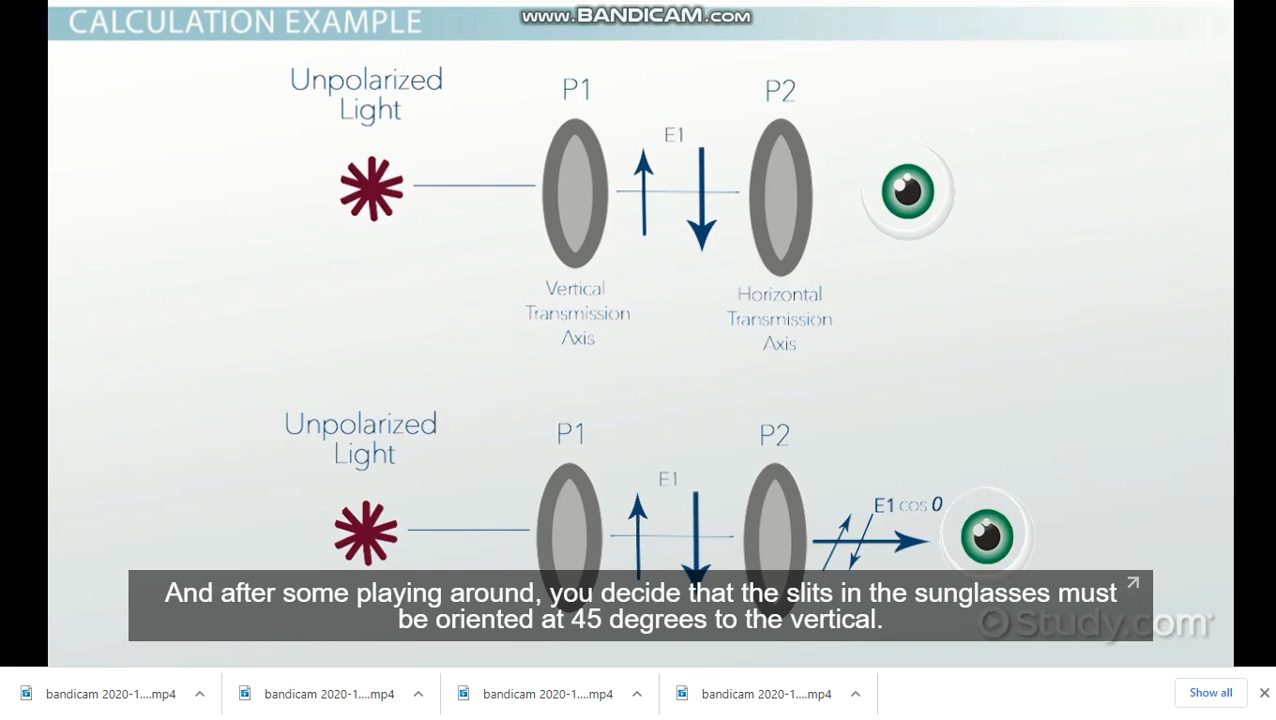 CALCULATION EXAMPLE
www.BANDICAM.com
Unpolarized
Light
P1
E1
P2
Vertical
Transmission
Axis
Horizontal
Transmission
Axis
Unpolarized
Light
P1
E1
P2
E1 cos 0
And after some playing around, you decide that the slits in the sunglasses must
be oriented at 45 degrees to the vertical.
Study.com
bandicam 2020-1....mp4
bandicam 2020-1....mp4
bandicam 2020-1....mp4
bandicam 2020-1....mp4
Show all